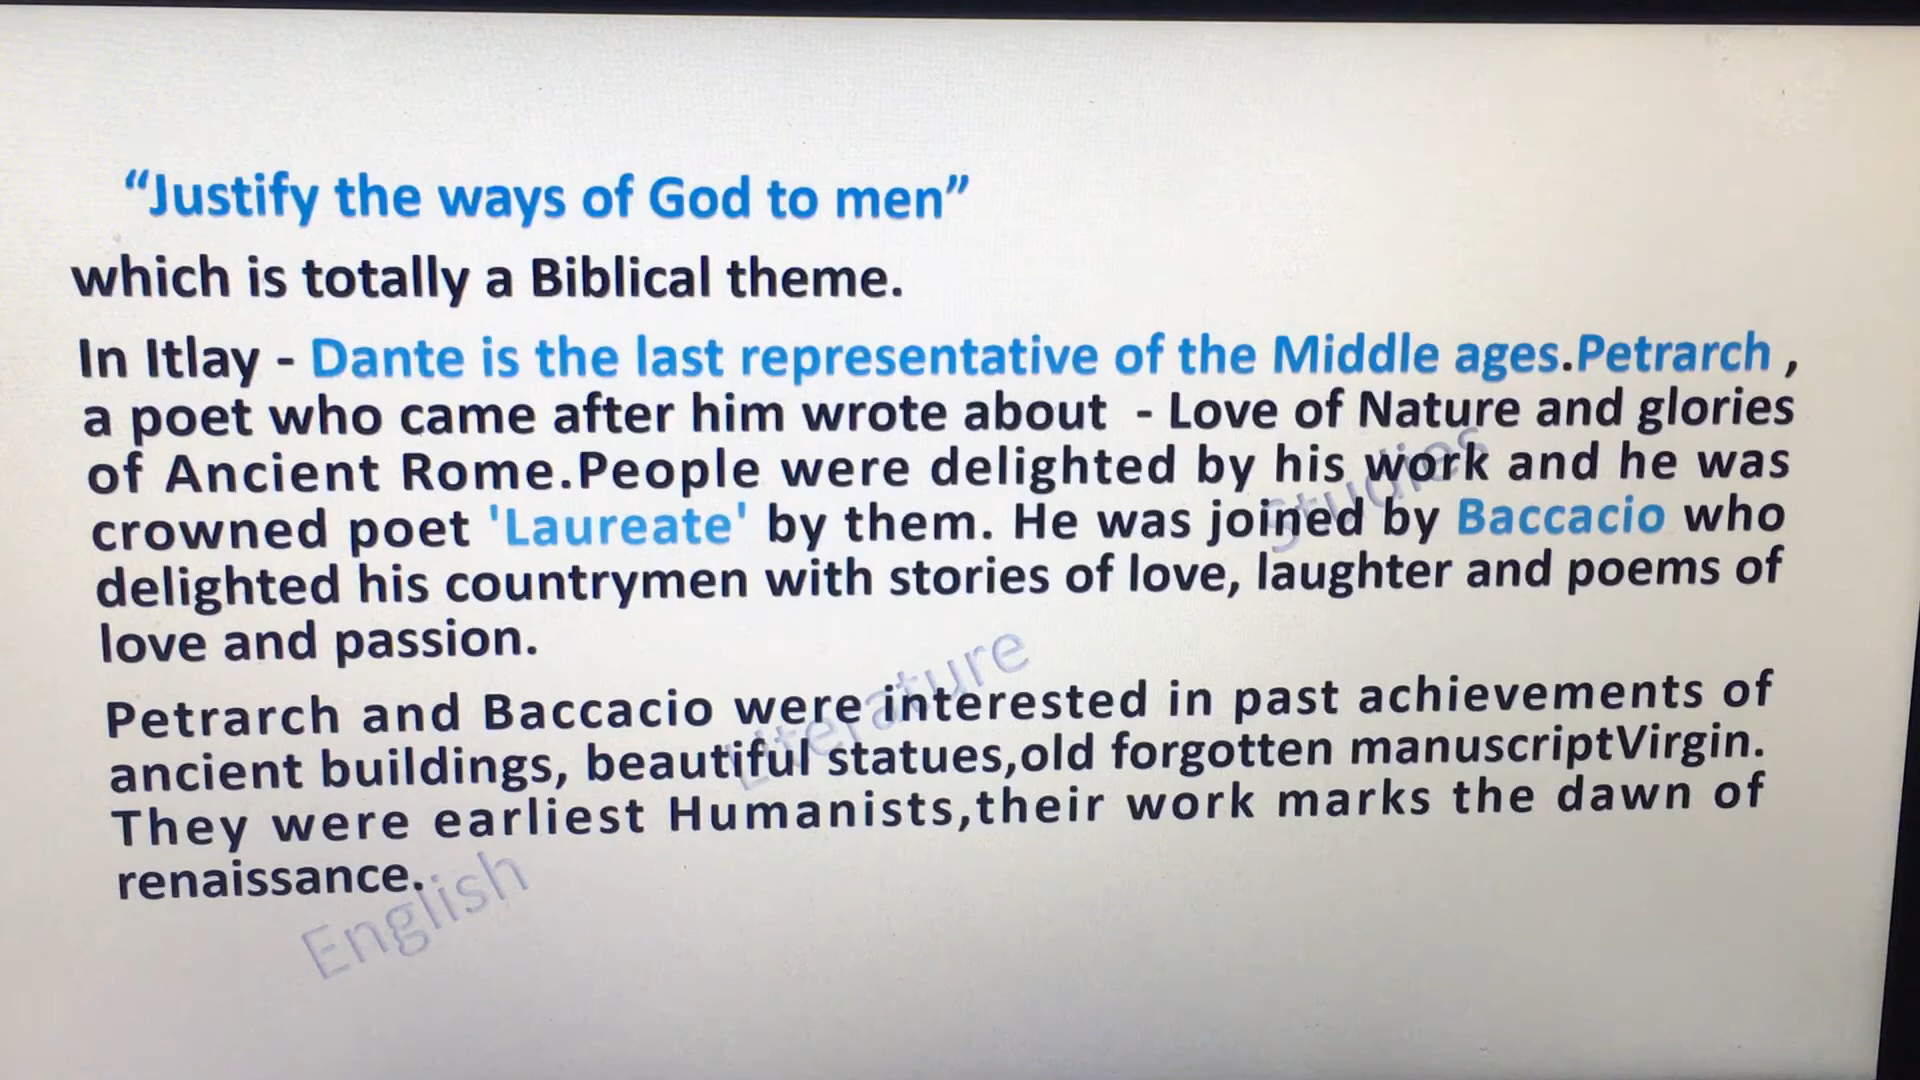 “Justify the ways of God to men”
which is totally a Biblical theme.
In Itlay - Dante is the last representative of the Middle ages.Petrarch ,
a poet who came after him wrote about - Love of Nature and glories
of Ancient Rome.People were delighted by his work and he was
crowned poet 'Laureate' by them. He was joined by Baccacio who
delighted his countrymen with stories of love, laughter and poems of
love and passion.
Petrarch and Baccacio were interested in past achievements of
ancient buildings, beautiful statues,old forgotten manuscriptVirgin.
They were earliest Humanists,their work marks the dawn of
renaissance.
English Literature Studies